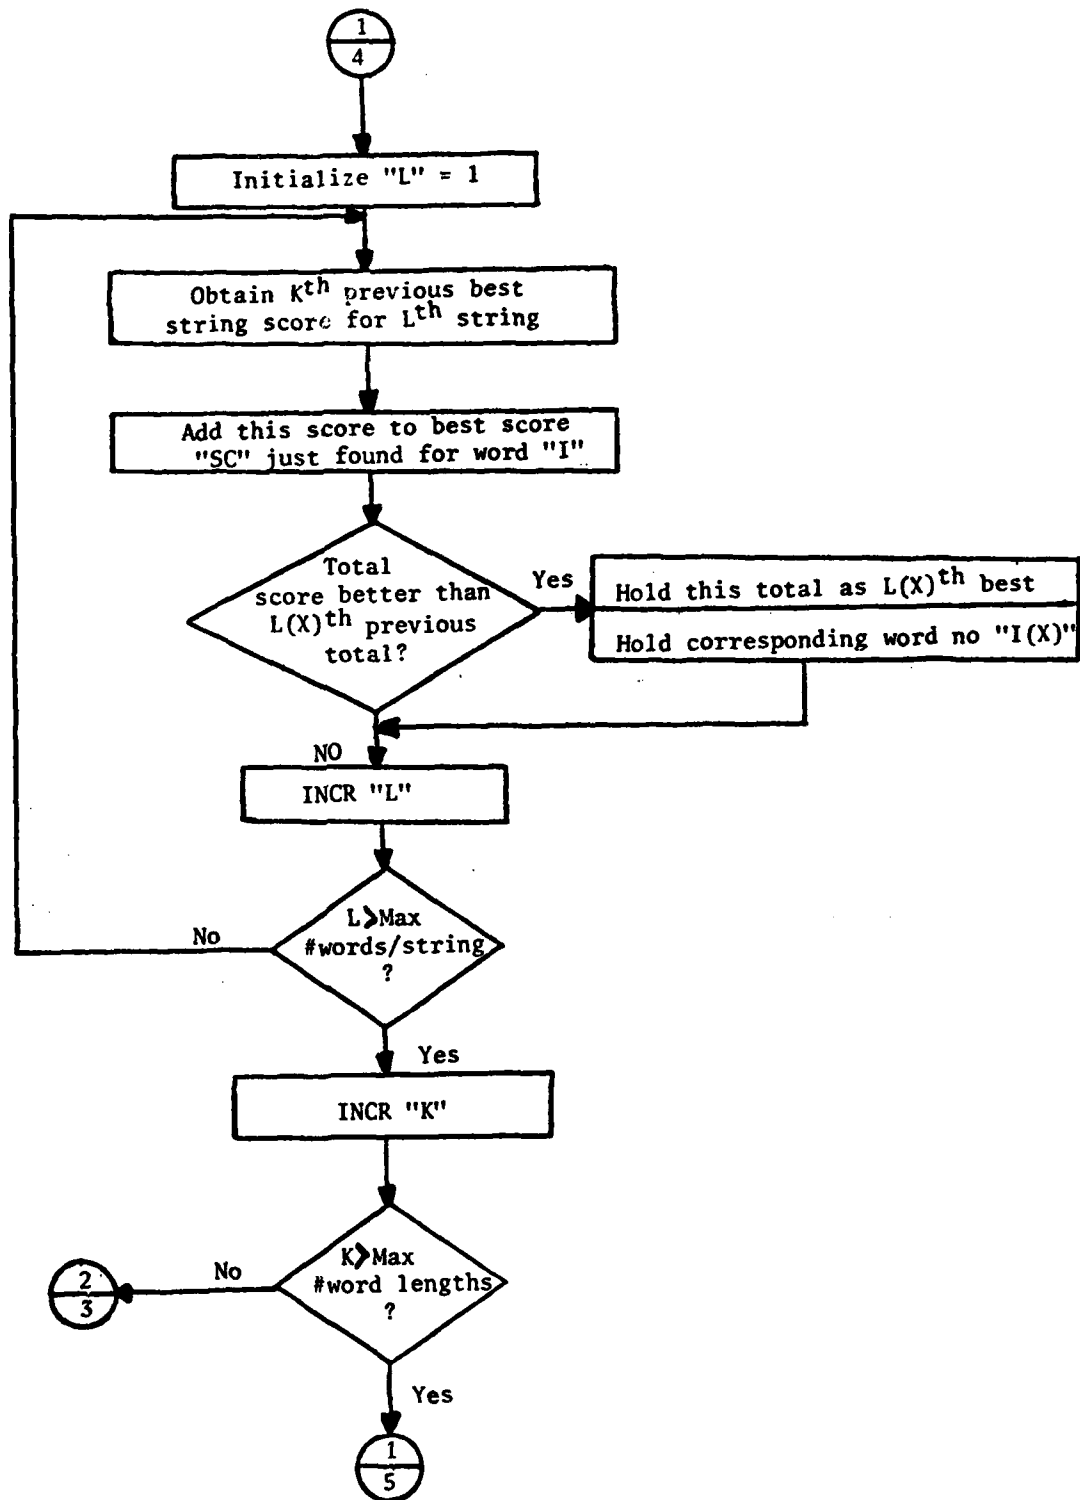 1
4
Initialize "L" = 1
Obtain Kth previous best
string score for Lth string
Add this score to best score
"SC" just found for word "I"
Total
score better than
L(X)th previous
total?
Yes
Hold this total as L(X)th best
Hold corresponding word no "I(X)"
NO
INCR "L"
L>Max
#words/string
?
No
Yes
INCR "K"
K>Max
#word lengths
?
No
2
3
Yes
1
5